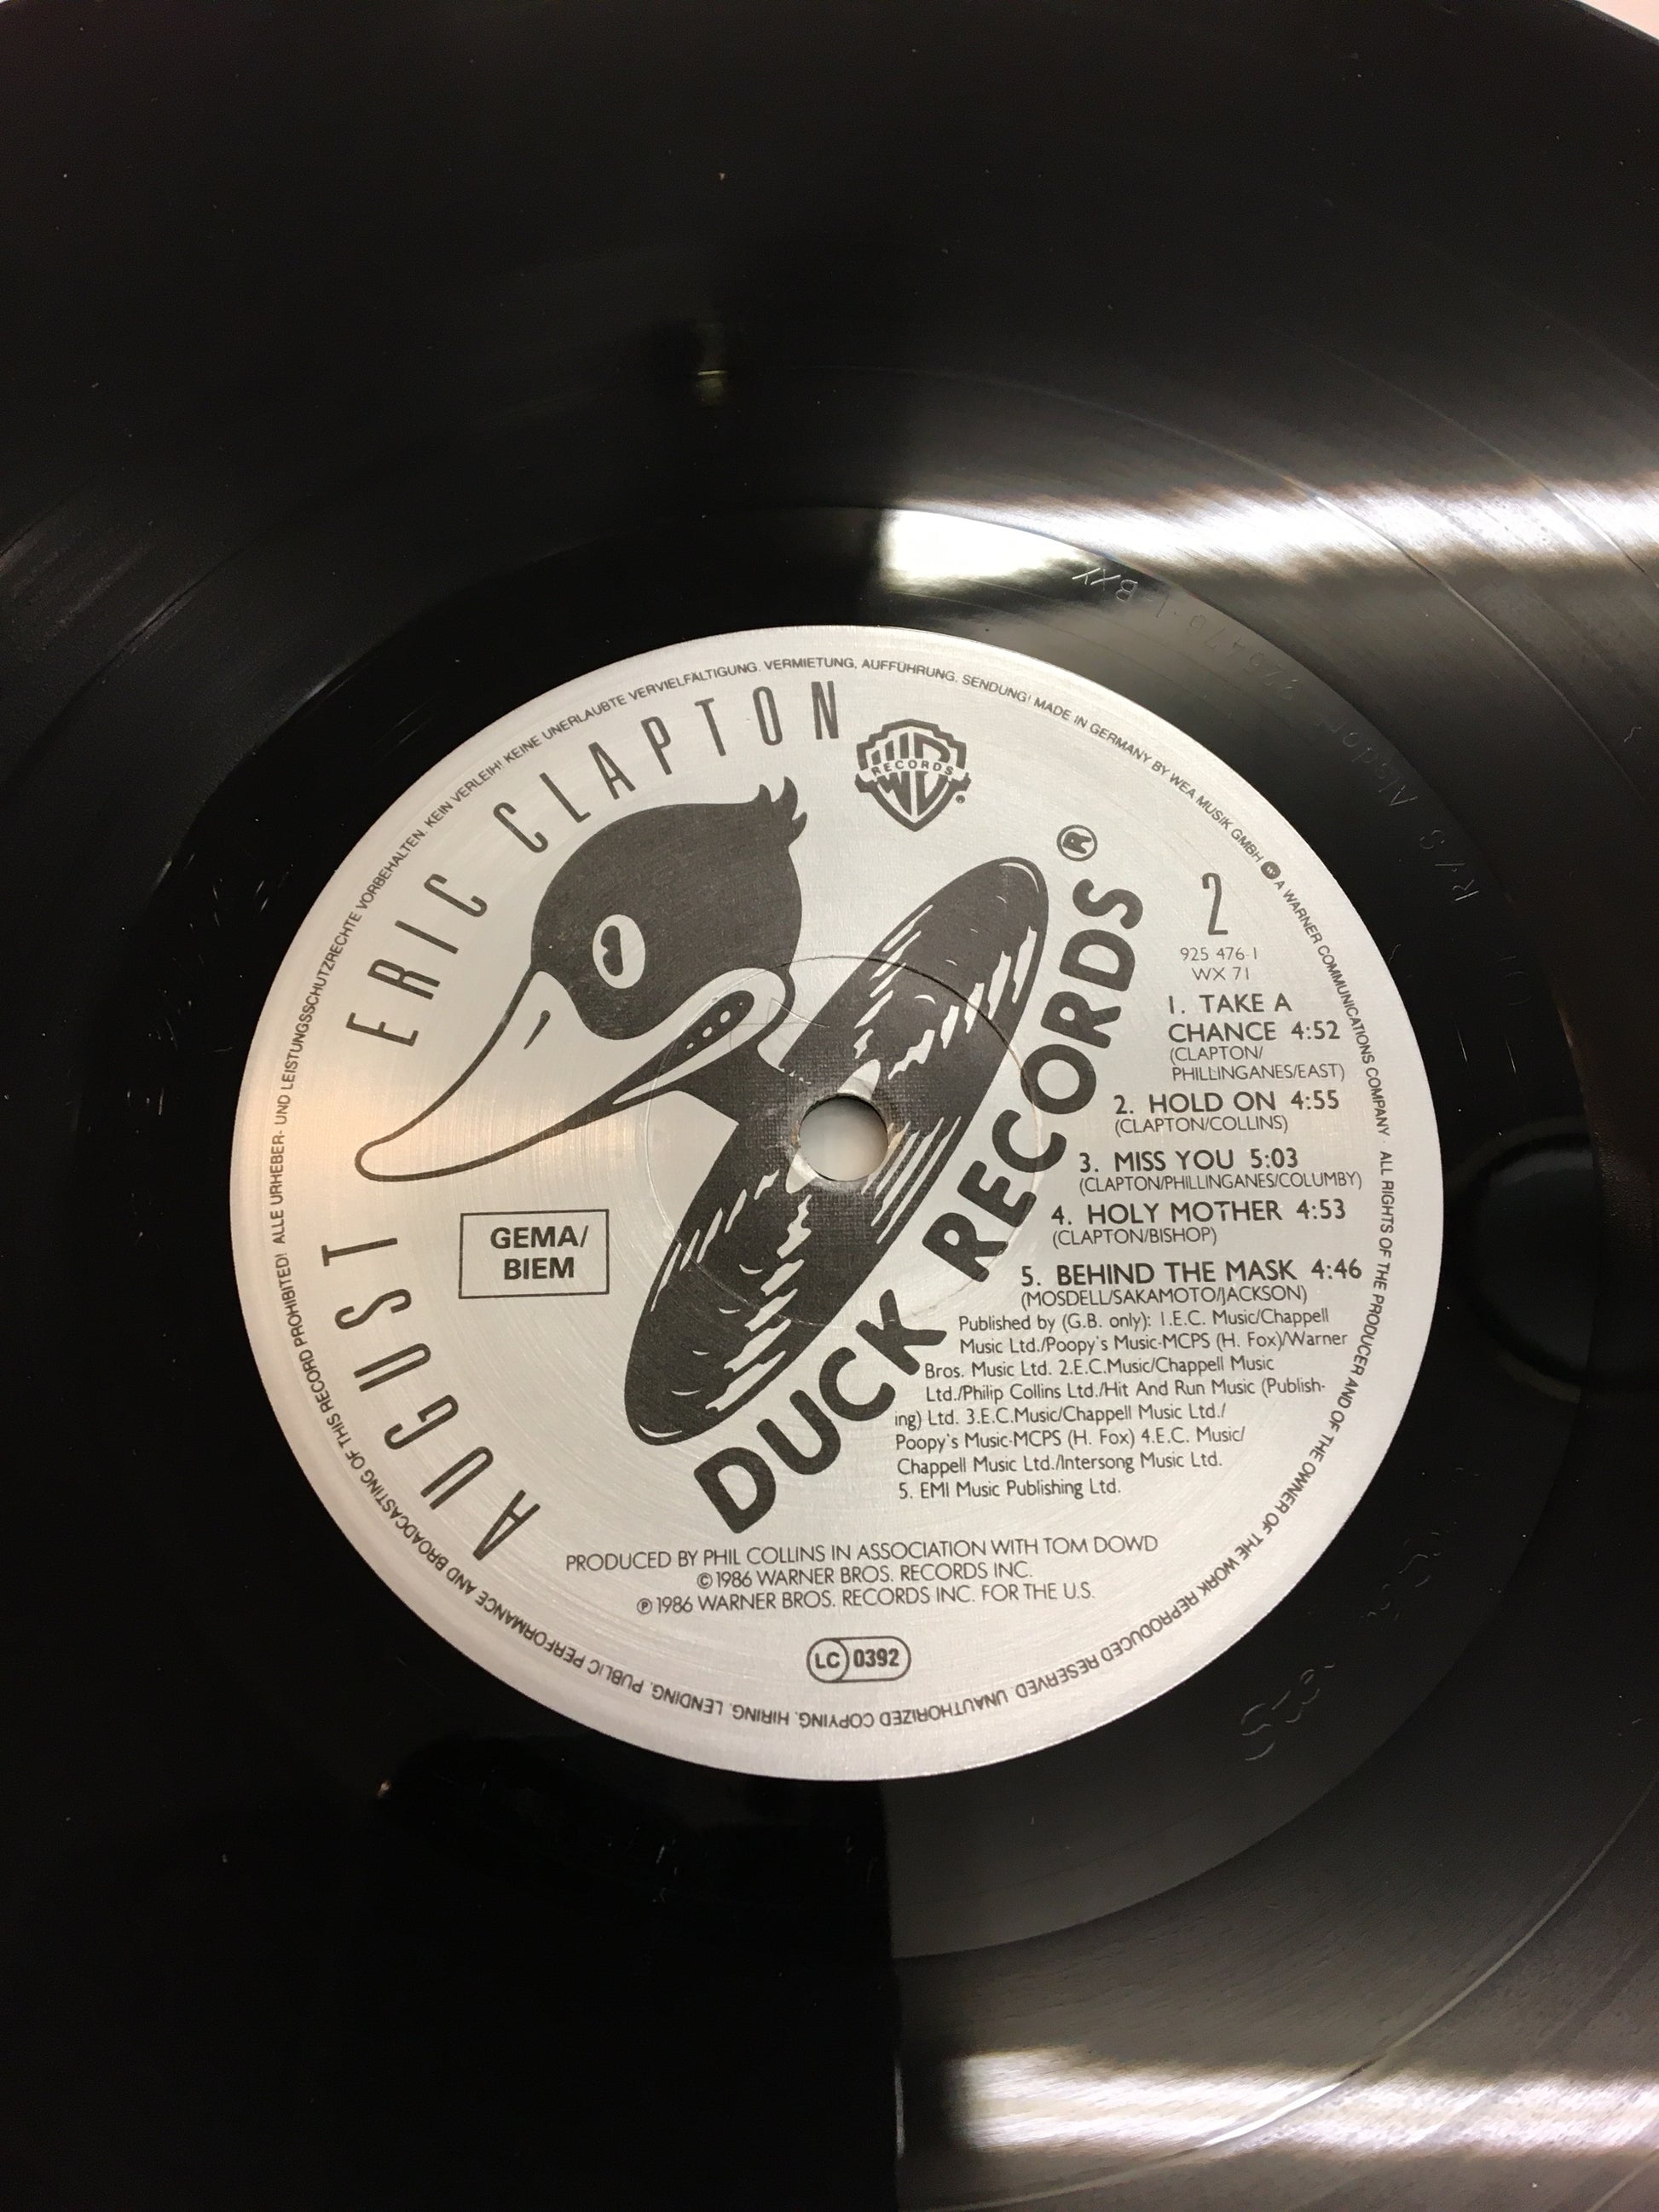 ERIC CLAPTON
AUGUST
RECORDS
DUCK RECORDS®
GEMA/
BIEM
2
925 476-1
WX 71
1. TAKE A
CHANCE 4:52
(CLAPTON/
PHILLINGANES/EAST)
2. HOLD ON 4:55
(CLAPTON/COLLINS)
3. MISS YOU 5:03
(CLAPTON/PHILLINGANES/COLUMBY)
4. HOLY MOTHER 4:53
(CLAPTON/BISHOP)
5. BEHIND THE MASK 4:46
(MOSDELL/SAKAMOTO/JACKSON)
Published by (G.B. only): 1.E.C. Music/Chappell
Music Ltd./Poopy's Music-MCPS (H. Fox)/Warner
Bros. Music Ltd. 2.E.C.Music/Chappell Music
Ltd./Philip Collins Ltd./Hit And Run Music (Publish-
ing) Ltd. 3.E.C.Music/Chappell Music Ltd./
Poopy's Music-MCPS (H. Fox) 4.E.C. Music/
Chappell Music Ltd./Intersong Music Ltd.
5. EMI Music Publishing Ltd.
PRODUCED BY PHIL COLLINS IN ASSOCIATION WITH TOM DOWD
©1986 WARNER BROS. RECORDS INC.
℗1986 WARNER BROS. RECORDS INC. FOR THE U.S.
LC 0392
ALLE URHEBER- UND LEISTUNGSSCHUTZRECHTE VORBEHALTEN. KEIN VERLEIH! KEINE UNERLAUBTE VERVIELFÄLTIGUNG, VERMIETUNG, AUFFÜHRUNG, SENDUNG! MADE IN GERMANY BY WEA MUSIK GMBH A WARNER COMMUNICATIONS COMPANY · ALL RIGHTS OF THE PRODUCER AND OF THE OWNER OF THE WORK REPRODUCED RESERVED. UNAUTHORIZED COPYING, HIRING, LENDING, PUBLIC PERFORMANCE AND BROADCASTING OF THIS RECORD PROHIBITED!